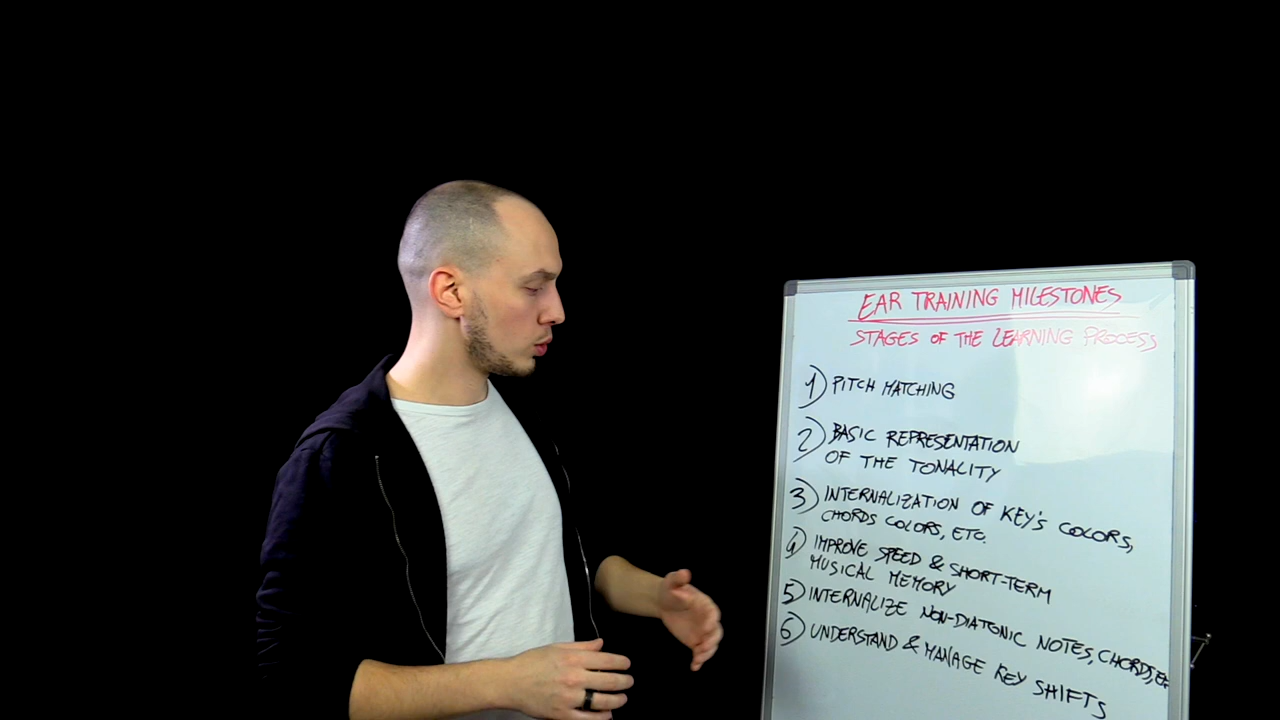 EAR TRAINING MILESTONES
STAGES OF THE LEARNING PROCESS
1) PITCH MATCHING
2) BASIC REPRESENTATION
OF THE TONALITY
3) INTERNALIZATION OF KEY'S COLORS,
CHORDS COLORS, ETC.
4) IMPROVE SPEED & SHORT-TERM
MUSICAL MEMORY
5) INTERNALIZE NON-DIATONIC NOTES, CHORDS,
6) UNDERSTAND & MANAGE KEY SHIFTS